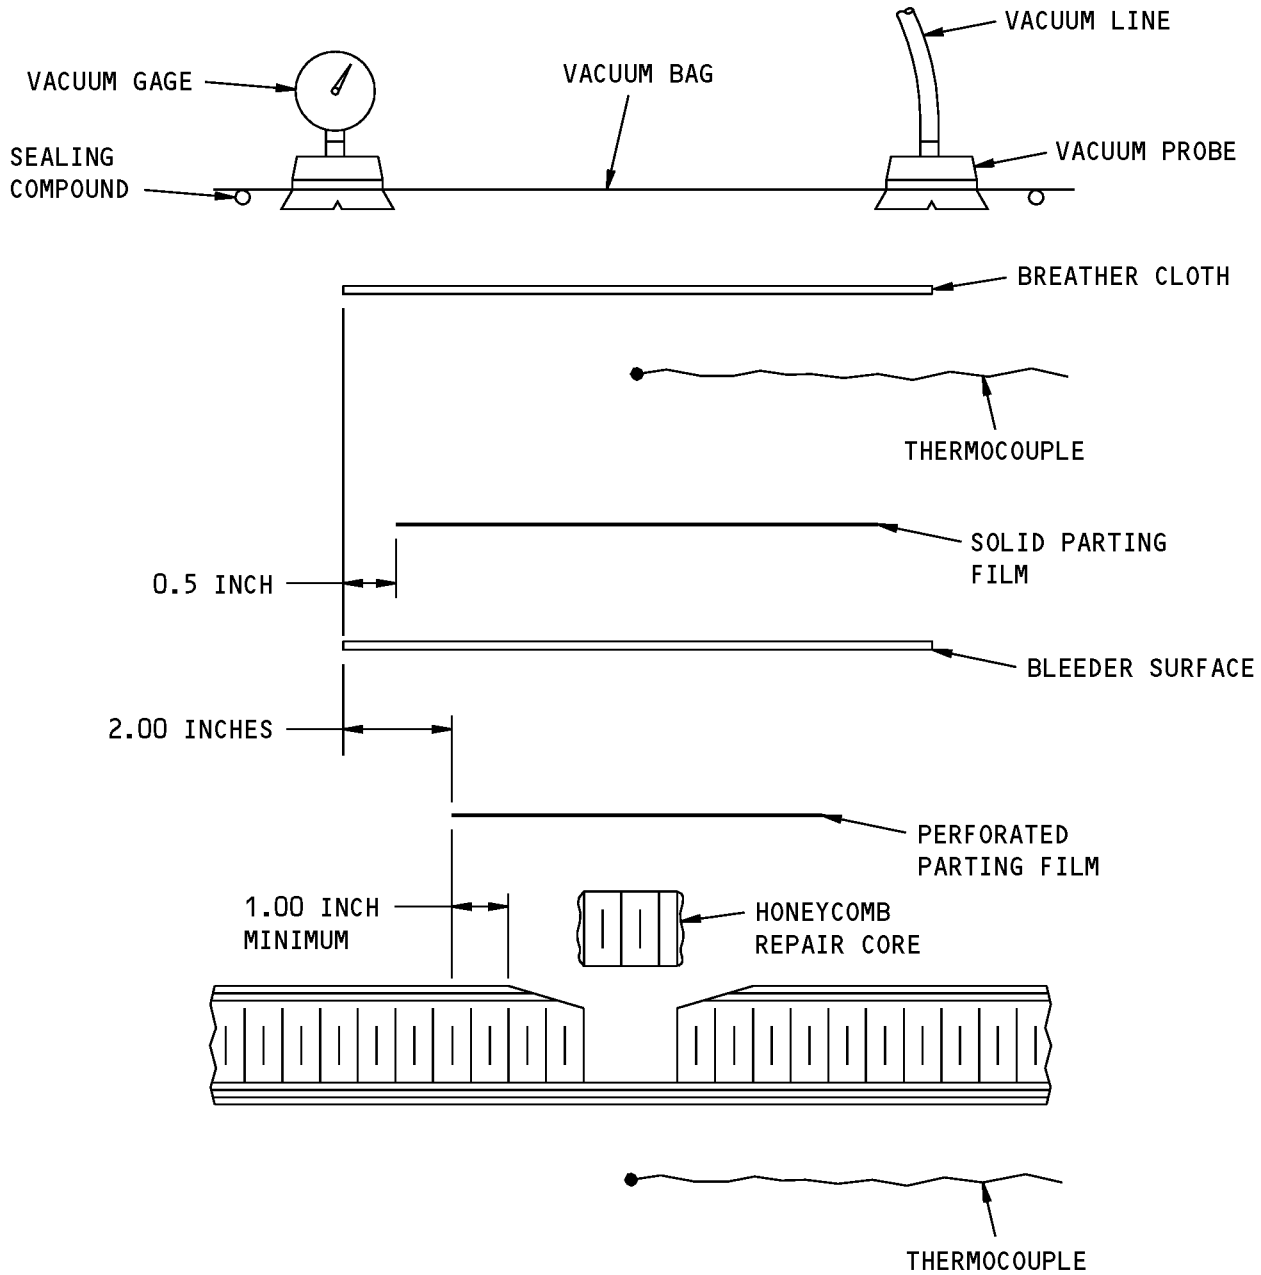 VACUUM LINE
VACUUM GAGE
VACUUM BAG
SEALING
COMPOUND
VACUUM PROBE
BREATHER CLOTH
THERMOCOUPLE
SOLID PARTING
FILM
0.5 INCH
BLEEDER SURFACE
2.00 INCHES
PERFORATED
PARTING FILM
1.00 INCH
MINIMUM
HONEYCOMB
REPAIR CORE
THERMOCOUPLE